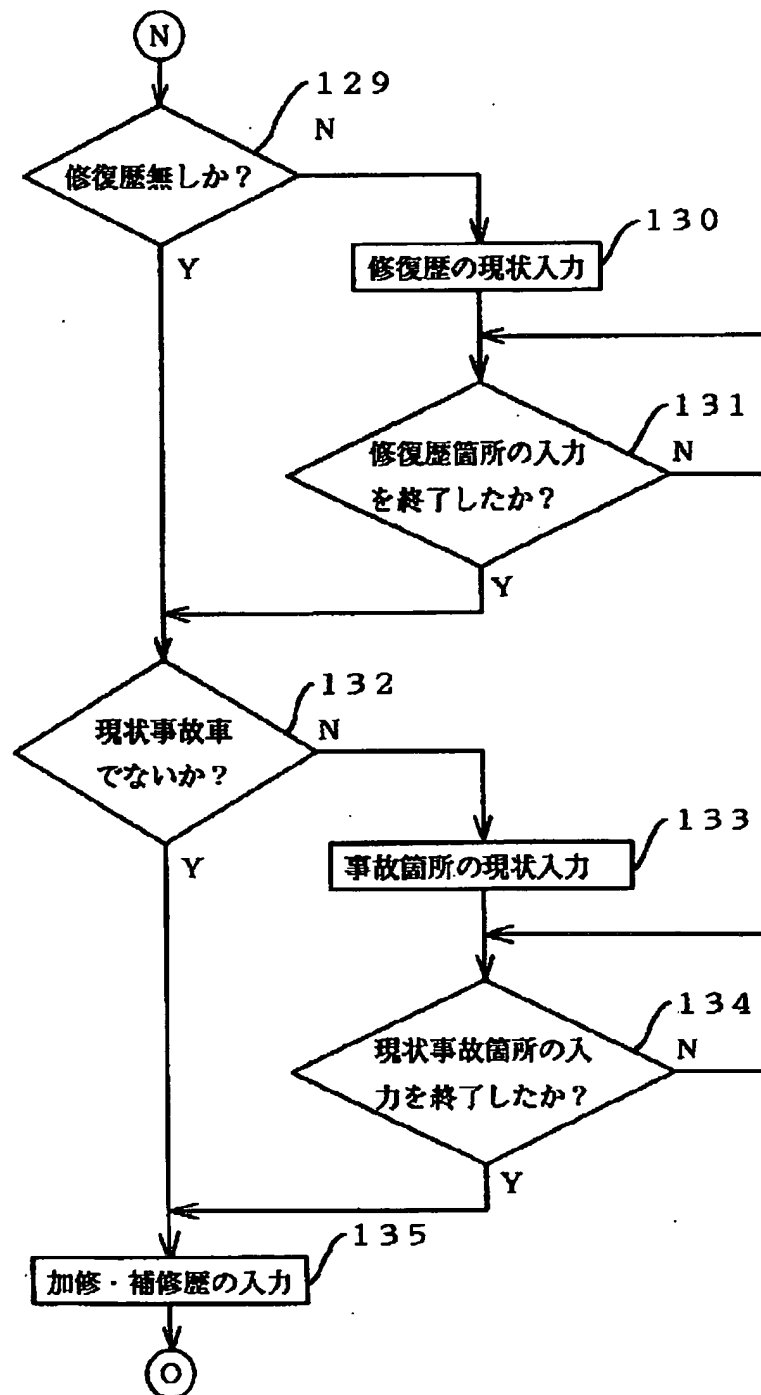 N
129
修復歴無しか？
N
Y
130
修復歴の現状入力
131
修復歴箇所の入力
を終了したか？
N
Y
132
現状事故車
でないか？
N
Y
133
事故箇所の現状入力
134
現状事故箇所の入
力を終了したか？
N
Y
135
加修・補修歴の入力
O